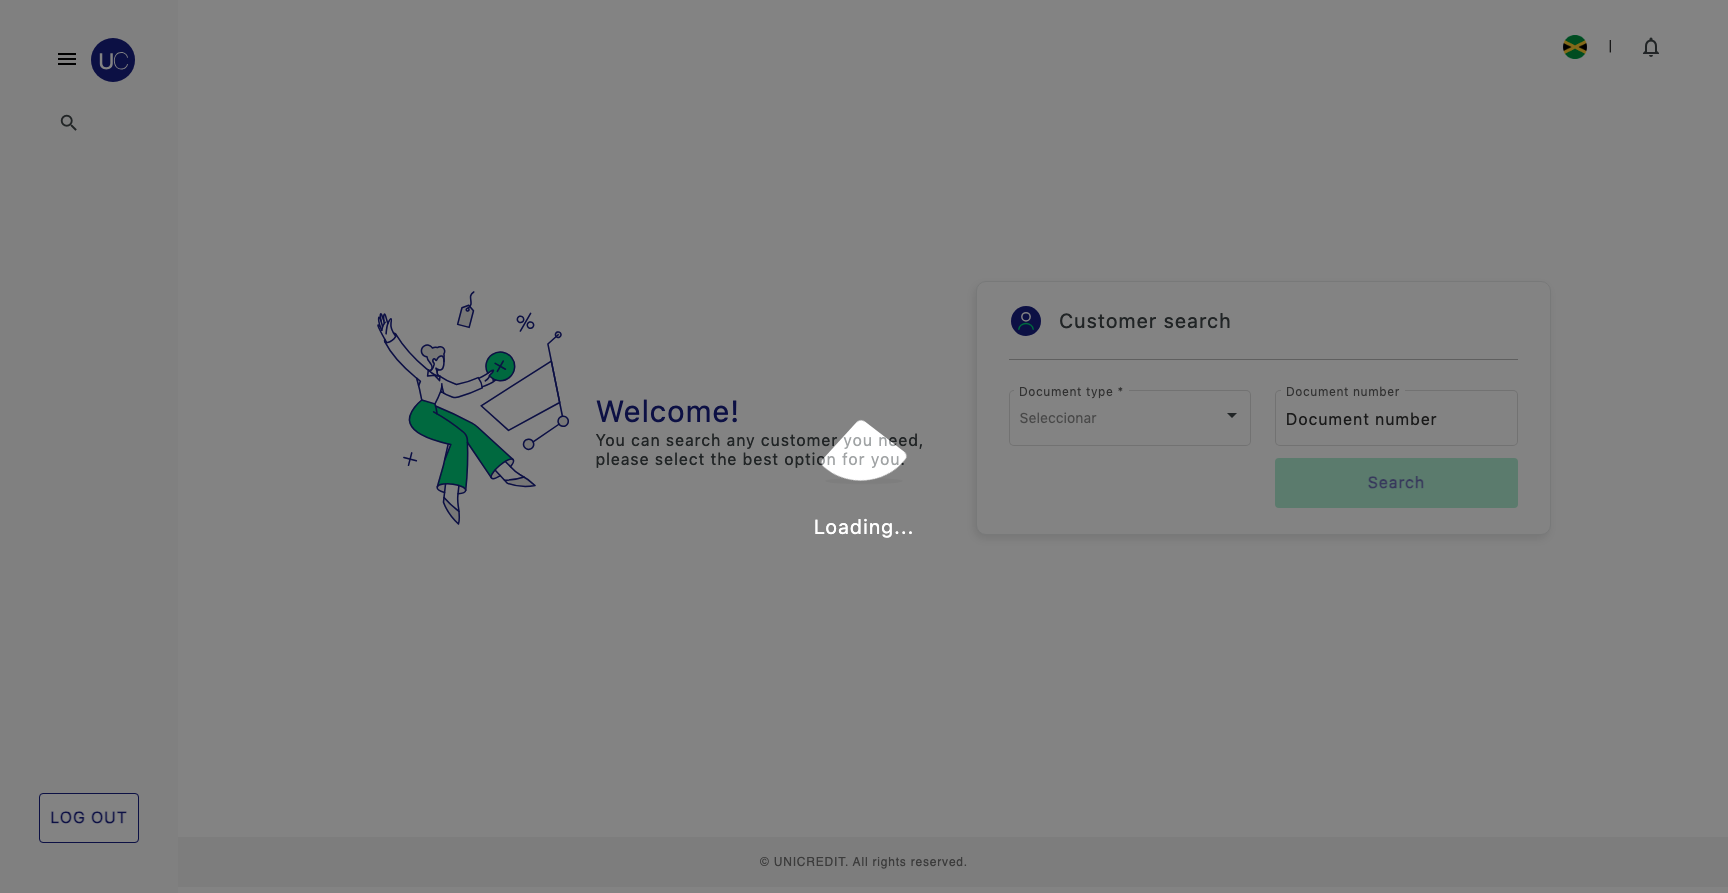 UC
Welcome!
You can search any customer you need,
please select the best option for you.
Loading...
Customer search
Document type *
Seleccionar
Document number
Document number
Search
LOG OUT
© UNICREDIT. All rights reserved.